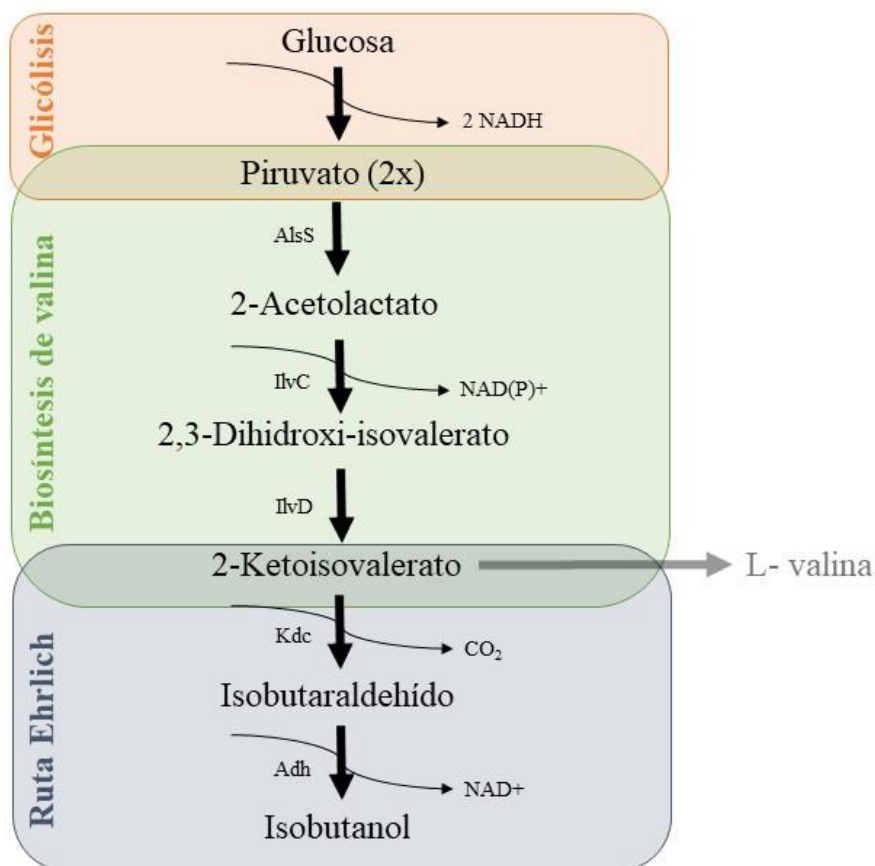 Glicólisis
Glucosa
2 NADH
Piruvato (2x)
Biosíntesis de valina
AlsS
2-Acetolactato
IlvC
NAD(P)+
2,3-Dihidroxi-isovalerato
IlvD
2-Ketoisovalerato
L- valina
Ruta Ehrlich
Kdc
CO₂
Isobutaraldehído
Adh
NAD+
Isobutanol